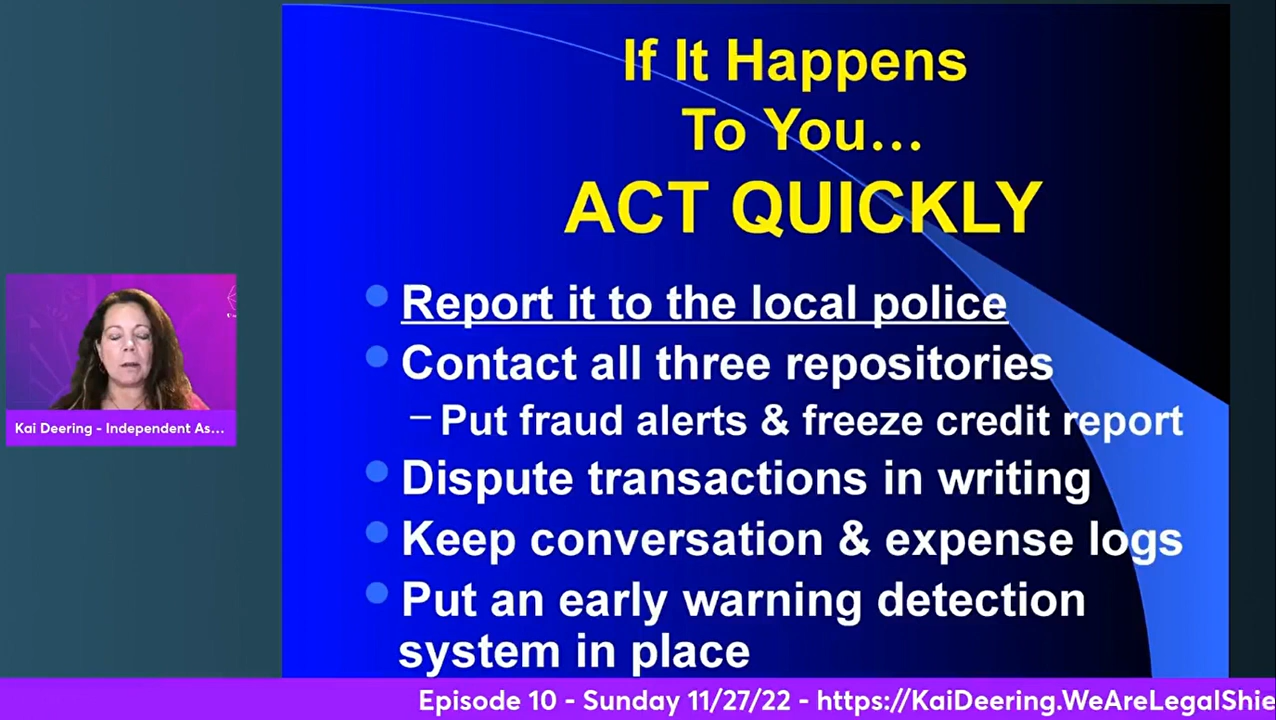 If It Happens
To You…
ACT QUICKLY
Report it to the local police
Contact all three repositories
– Put fraud alerts & freeze credit report
Dispute transactions in writing
Keep conversation & expense logs
Put an early warning detection
system in place
Kai Deering - Independent As...
Episode 10 - Sunday 11/27/22 - https://KaiDeering.WeAreLegalShie